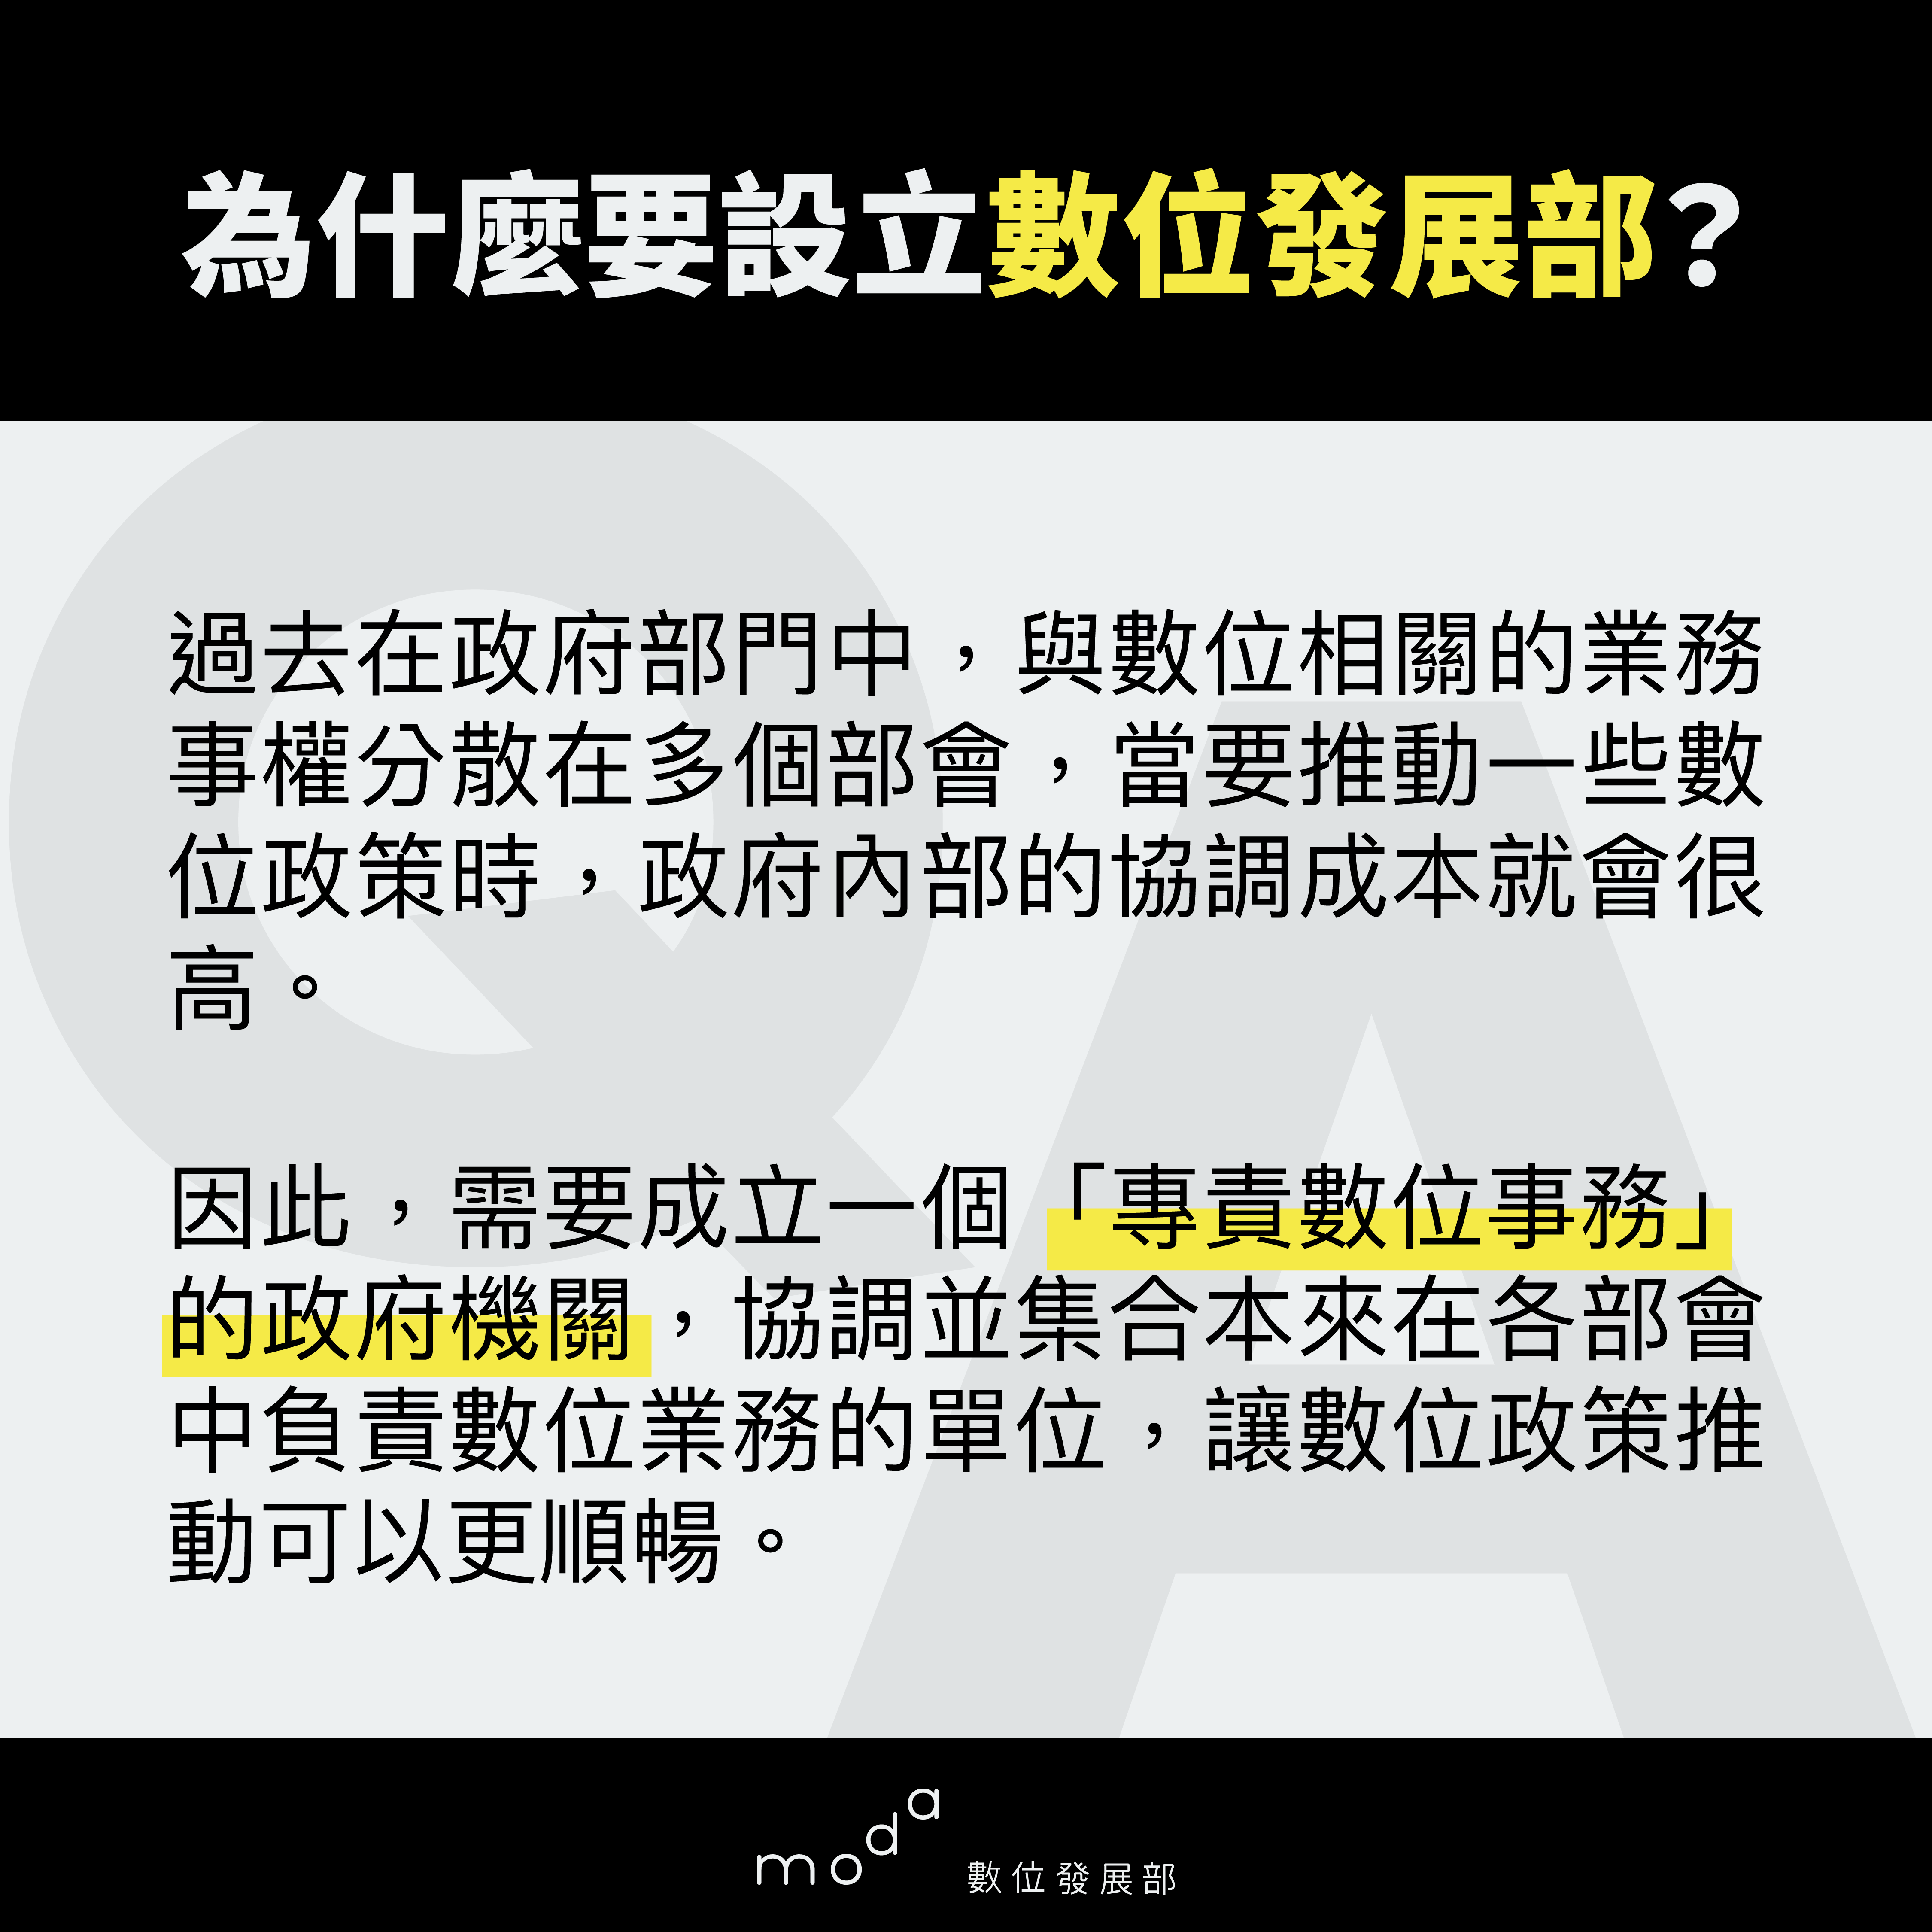 為什麼要設立數位發展部？
過去在政府部門中，與數位相關的業務
事權分散在多個部會，當要推動一些數
位政策時，政府內部的協調成本就會很
高。
因此，需要成立一個「專責數位事務」
的政府機關，協調並集合本來在各部會
中負責數位業務的單位，讓數位政策推
動可以更順暢。
moda 數位發展部